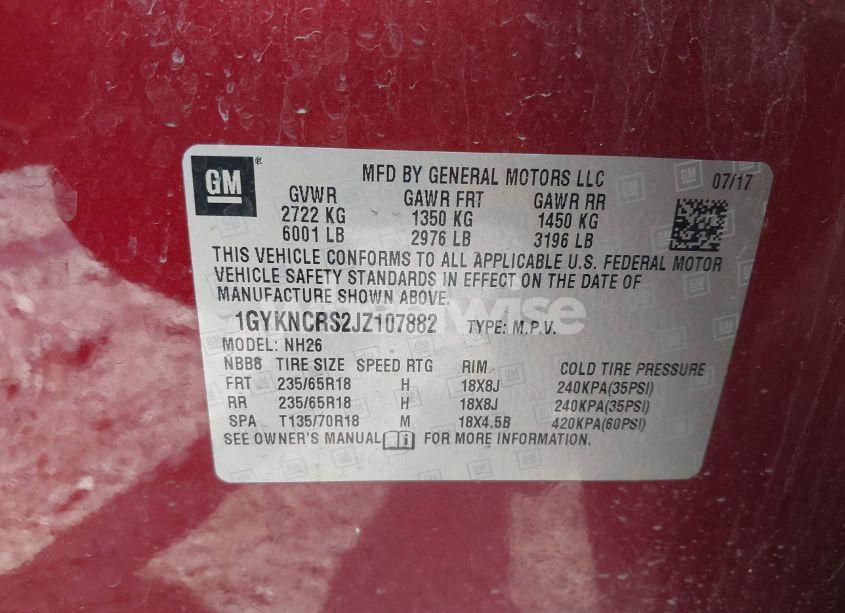 GM ®
MFD BY GENERAL MOTORS LLC 07/17
GVWR GAWR FRT GAWR RR
2722 KG 1350 KG 1450 KG
6001 LB 2976 LB 3196 LB
THIS VEHICLE CONFORMS TO ALL APPLICABLE U.S. FEDERAL MOTOR
VEHICLE SAFETY STANDARDS IN EFFECT ON THE DATE OF
MANUFACTURE SHOWN ABOVE.
1GYKNCRS2JZ107882 TYPE: M.P.V.
MODEL: NH26
NBB8 TIRE SIZE SPEED RTG RIM COLD TIRE PRESSURE
FRT 235/65R18 H 18X8J 240KPA(35PSI)
RR 235/65R18 H 18X8J 240KPA(35PSI)
SPA T135/70R18 M 18X4.5B 420KPA(60PSI)
SEE OWNER'S MANUAL FOR MORE INFORMATION.